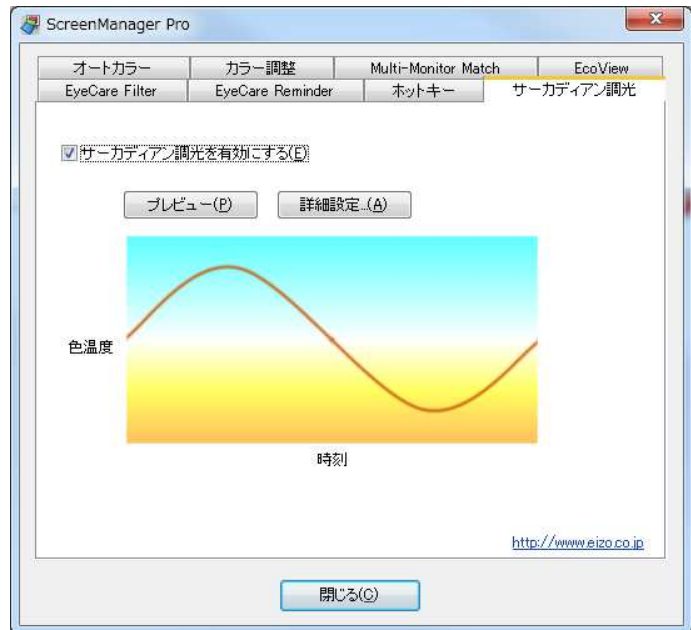 ScreenManager Pro
オートカラー
カラー調整
Multi-Monitor Match
EcoView
EyeCare Filter
EyeCare Reminder
ホットキー
サーカディアン調光
サーカディアン調光を有効にする(E)
プレビュー(P)
詳細設定...(A)
色温度
時刻
http://www.eizo.co.jp
閉じる(C)